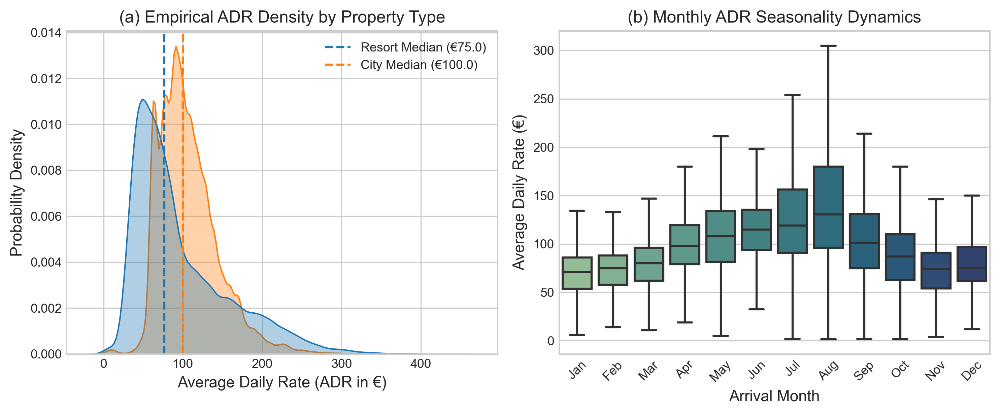 (a) Empirical ADR Density by Property Type
0.014
0.012
0.010
0.008
0.006
0.004
0.002
0.000
Probability Density
Resort Median (€75.0)
City Median (€100.0)
0 100 200 300 400
Average Daily Rate (ADR in €)
(b) Monthly ADR Seasonality Dynamics
300
250
200
150
100
50
0
Average Daily Rate (€)
Jan Feb Mar Apr May Jun Jul Aug Sep Oct Nov Dec
Arrival Month